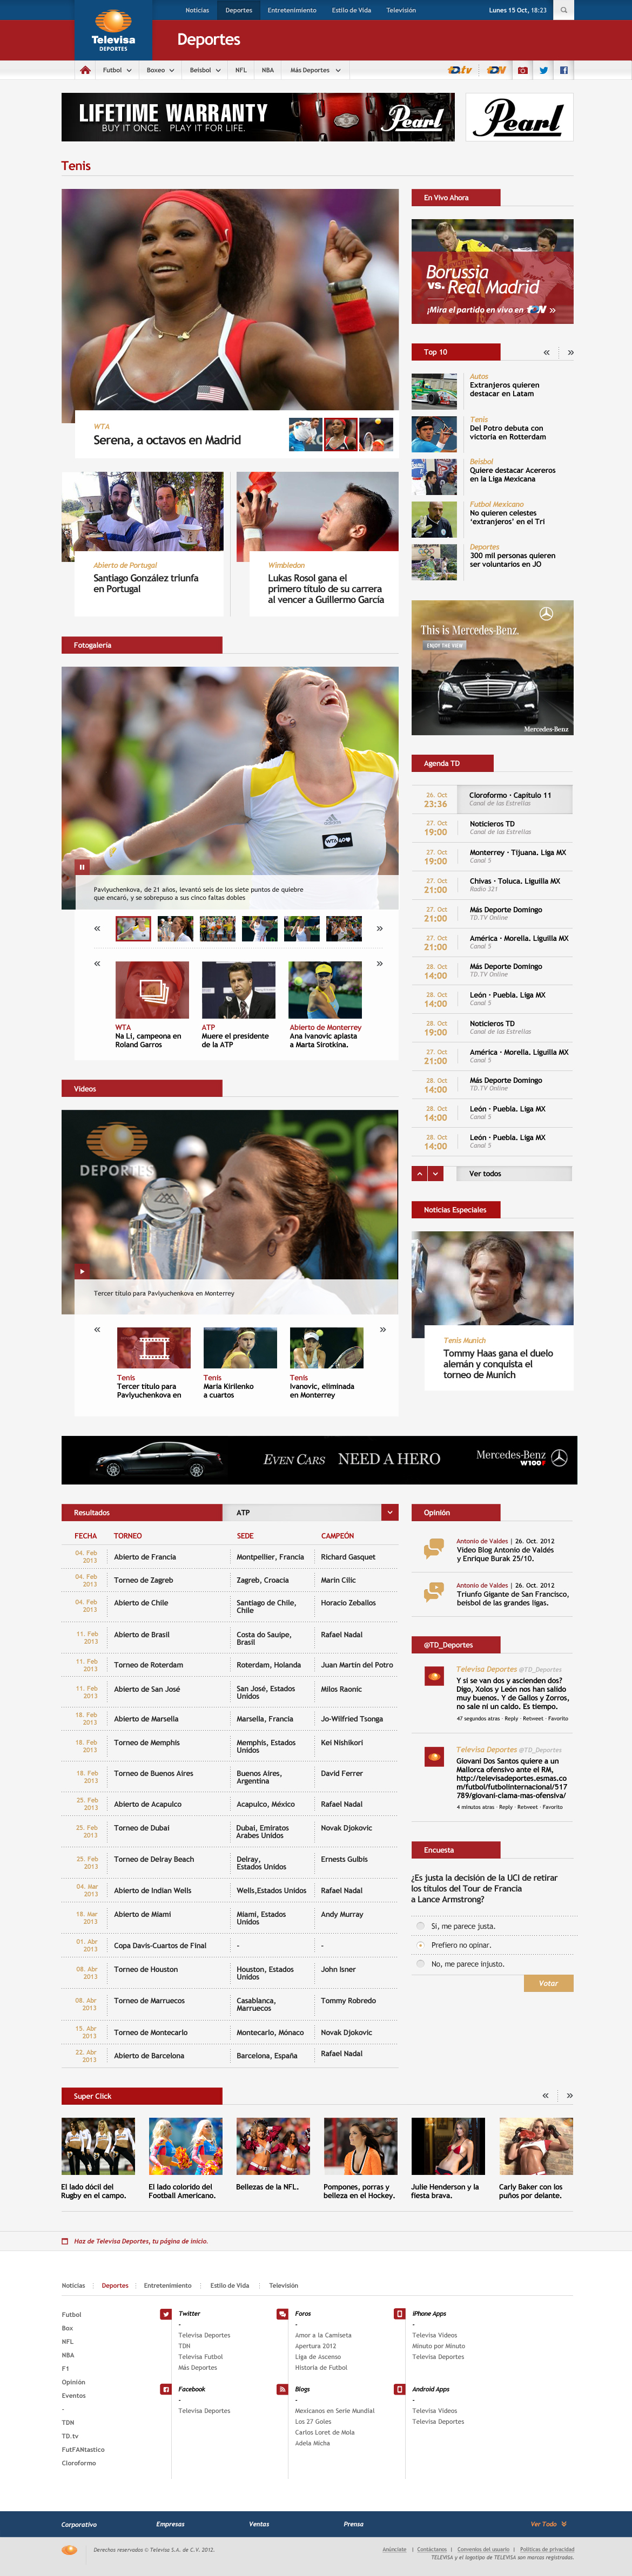 Noticias Deportes Entretenimiento Estilo de Vida Televisión
Lunes 15 Oct, 18:23
Televisa
DEPORTES
Deportes
Futbol Boxeo Beisbol NFL NBA Más Deportes
LIFETIME WARRANTY
BUY IT ONCE. PLAY IT FOR LIFE.
Pearl
Pearl
Tenis
WTA
Serena, a octavos en Madrid
Abierto de Portugal
Santiago González triunfa
en Portugal
Wimbledon
Lukas Rosol gana el
primero título de su carrera
al vencer a Guillermo García
En Vivo Ahora
Borussia
vs. Real Madrid
¡Mira el partido en vivo en TDN »
Top 10
Autos
Extranjeros quieren
destacar en Latam
Tenis
Del Potro debuta con
victoria en Rotterdam
Beisbol
Quiere destacar Acereros
en la Liga Mexicana
Futbol Mexicano
No quieren celestes
‘extranjeros’ en el Tri
Deportes
300 mil personas quieren
ser voluntarios en JO
This is Mercedes-Benz.
ENJOY THE VIEW
Mercedes-Benz
Fotogalería
WTA
Pavlyuchenkova, de 21 años, levantó seis de los siete puntos de quiebre
que encaró, y se sobrepuso a sus cinco faltas dobles
WTA
Na Li, campeona en
Roland Garros
ATP
Muere el presidente
de la ATP
Abierto de Monterrey
Ana Ivanovic aplasta
a Marta Sirotkina.
Agenda TD
26. Oct
23:36
Cloroformo · Capítulo 11
Canal de las Estrellas
27. Oct
19:00
Noticieros TD
Canal de las Estrellas
27. Oct
19:00
Monterrey · Tijuana. Liga MX
Canal 5
27. Oct
21:00
Chivas · Toluca. Liguilla MX
Radio 321
27. Oct
21:00
Más Deporte Domingo
TD.TV Online
27. Oct
21:00
América · Morella. Liguilla MX
Canal 5
28. Oct
14:00
Más Deporte Domingo
TD.TV Online
28. Oct
14:00
León · Puebla. Liga MX
Canal 5
28. Oct
19:00
Noticieros TD
Canal de las Estrellas
27. Oct
21:00
América · Morella. Liguilla MX
Canal 5
28. Oct
14:00
Más Deporte Domingo
TD.TV Online
28. Oct
14:00
León · Puebla. Liga MX
Canal 5
28. Oct
14:00
León · Puebla. Liga MX
Canal 5
Ver todos
Videos
DEPORTES
Tercer título para Pavlyuchenkova en Monterrey
Tenis
Tercer título para
Pavlyuchenkova en
Tenis
Maria Kirilenko
a cuartos
Tenis
Ivanovic, eliminada
en Monterrey
Noticias Especiales
Tenis Munich
Tommy Haas gana el duelo
alemán y conquista el
torneo de Munich
EVEN CARS NEED A HERO
Mercedes-Benz
Resultados
ATP
FECHA TORNEO SEDE CAMPEÓN
04. Feb
2013
Abierto de Francia Montpellier, Francia Richard Gasquet
04. Feb
2013
Torneo de Zagreb Zagreb, Croacia Marin Cilic
04. Feb
2013
Abierto de Chile Santiago de Chile, Horacio Zeballos
Chile
11. Feb
2013
Abierto de Brasil Costa do Sauipe, Rafael Nadal
Brasil
11. Feb
2013
Torneo de Roterdam Roterdam, Holanda Juan Martín del Potro
11. Feb
2013
Abierto de San José San José, Estados Milos Raonic
Unidos
18. Feb
2013
Abierto de Marsella Marsella, Francia Jo-Wilfried Tsonga
18. Feb
2013
Torneo de Memphis Memphis, Estados Kei Nishikori
Unidos
18. Feb
2013
Torneo de Buenos Aires Buenos Aires, David Ferrer
Argentina
25. Feb
2013
Abierto de Acapulco Acapulco, México Rafael Nadal
25. Feb
2013
Torneo de Dubai Dubai, Emiratos Novak Djokovic
Arabes Unidos
25. Feb
2013
Torneo de Delray Beach Delray, Ernests Gulbis
Estados Unidos
04. Mar
2013
Abierto de Indian Wells Wells,Estados Unidos Rafael Nadal
18. Mar
2013
Abierto de Miami Miami, Estados Andy Murray
Unidos
01. Abr
2013
Copa Davis-Cuartos de Final - -
08. Abr
2013
Torneo de Houston Houston, Estados John Isner
Unidos
08. Abr
2013
Torneo de Marruecos Casablanca, Tommy Robredo
Marruecos
15. Abr
2013
Torneo de Montecarlo Montecarlo, Mónaco Novak Djokovic
22. Abr
2013
Abierto de Barcelona Barcelona, España Rafael Nadal
Opinión
Antonio de Valdes | 26. Oct. 2012
Video Blog Antonio de Valdés
y Enrique Burak 25/10.
Antonio de Valdes | 26. Oct. 2012
Triunfo Gigante de San Francisco,
beisbol de las grandes ligas.
@TD_Deportes
Televisa Deportes @TD_Deportes
Y si se van dos y ascienden dos?
Digo, Xolos y León nos han salido
muy buenos. Y de Gallos y Zorros,
no sale ni un caldo. Es tiempo.
47 segundos atras · Reply · Retweet · Favorito
Televisa Deportes @TD_Deportes
Giovani Dos Santos quiere a un
Mallorca ofensivo ante el RM,
http://televisadeportes.esmas.co
m/futbol/futbolinternacional/517
789/giovani-clama-mas-ofensiva/
4 minutos atras · Reply · Retweet · Favorito
Encuesta
¿Es justa la decisión de la UCI de retirar
los títulos del Tour de Francia
a Lance Armstrong?
Si, me parece justa.
Prefiero no opinar.
No, me parece injusto.
Votar
Super Click
El lado dócil del
Rugby en el campo.
El lado colorido del
Football Americano.
Bellezas de la NFL.
Pompones, porras y
belleza en el Hockey.
Julie Henderson y la
fiesta brava.
Carly Baker con los
puños por delante.
Haz de Televisa Deportes, tu página de inicio.
Noticias Deportes Entretenimiento Estilo de Vida Televisión
Futbol
Box
NFL
NBA
F1
Opinión
Eventos
-
TDN
TD.tv
FutFANtastico
Cloroformo
Twitter
-
Televisa Deportes
TDN
Televisa Futbol
Más Deportes
Facebook
-
Televisa Deportes
Foros
-
Amor a la Camiseta
Apertura 2012
Liga de Ascenso
Historia de Futbol
Blogs
-
Mexicanos en Serie Mundial
Los 27 Goles
Carlos Loret de Mola
Adela Micha
iPhone Apps
-
Televisa Videos
Minuto por Minuto
Televisa Deportes
Android Apps
-
Televisa Videos
Televisa Deportes
Corporativo Empresas Ventas Prensa Ver Todo
Derechos reservados © Televisa S.A. de C.V. 2012.
Anúnciate | Contáctanos | Convenios del usuario | Políticas de privacidad
TELEVISA y el logotipo de TELEVISA son marcas registradas.